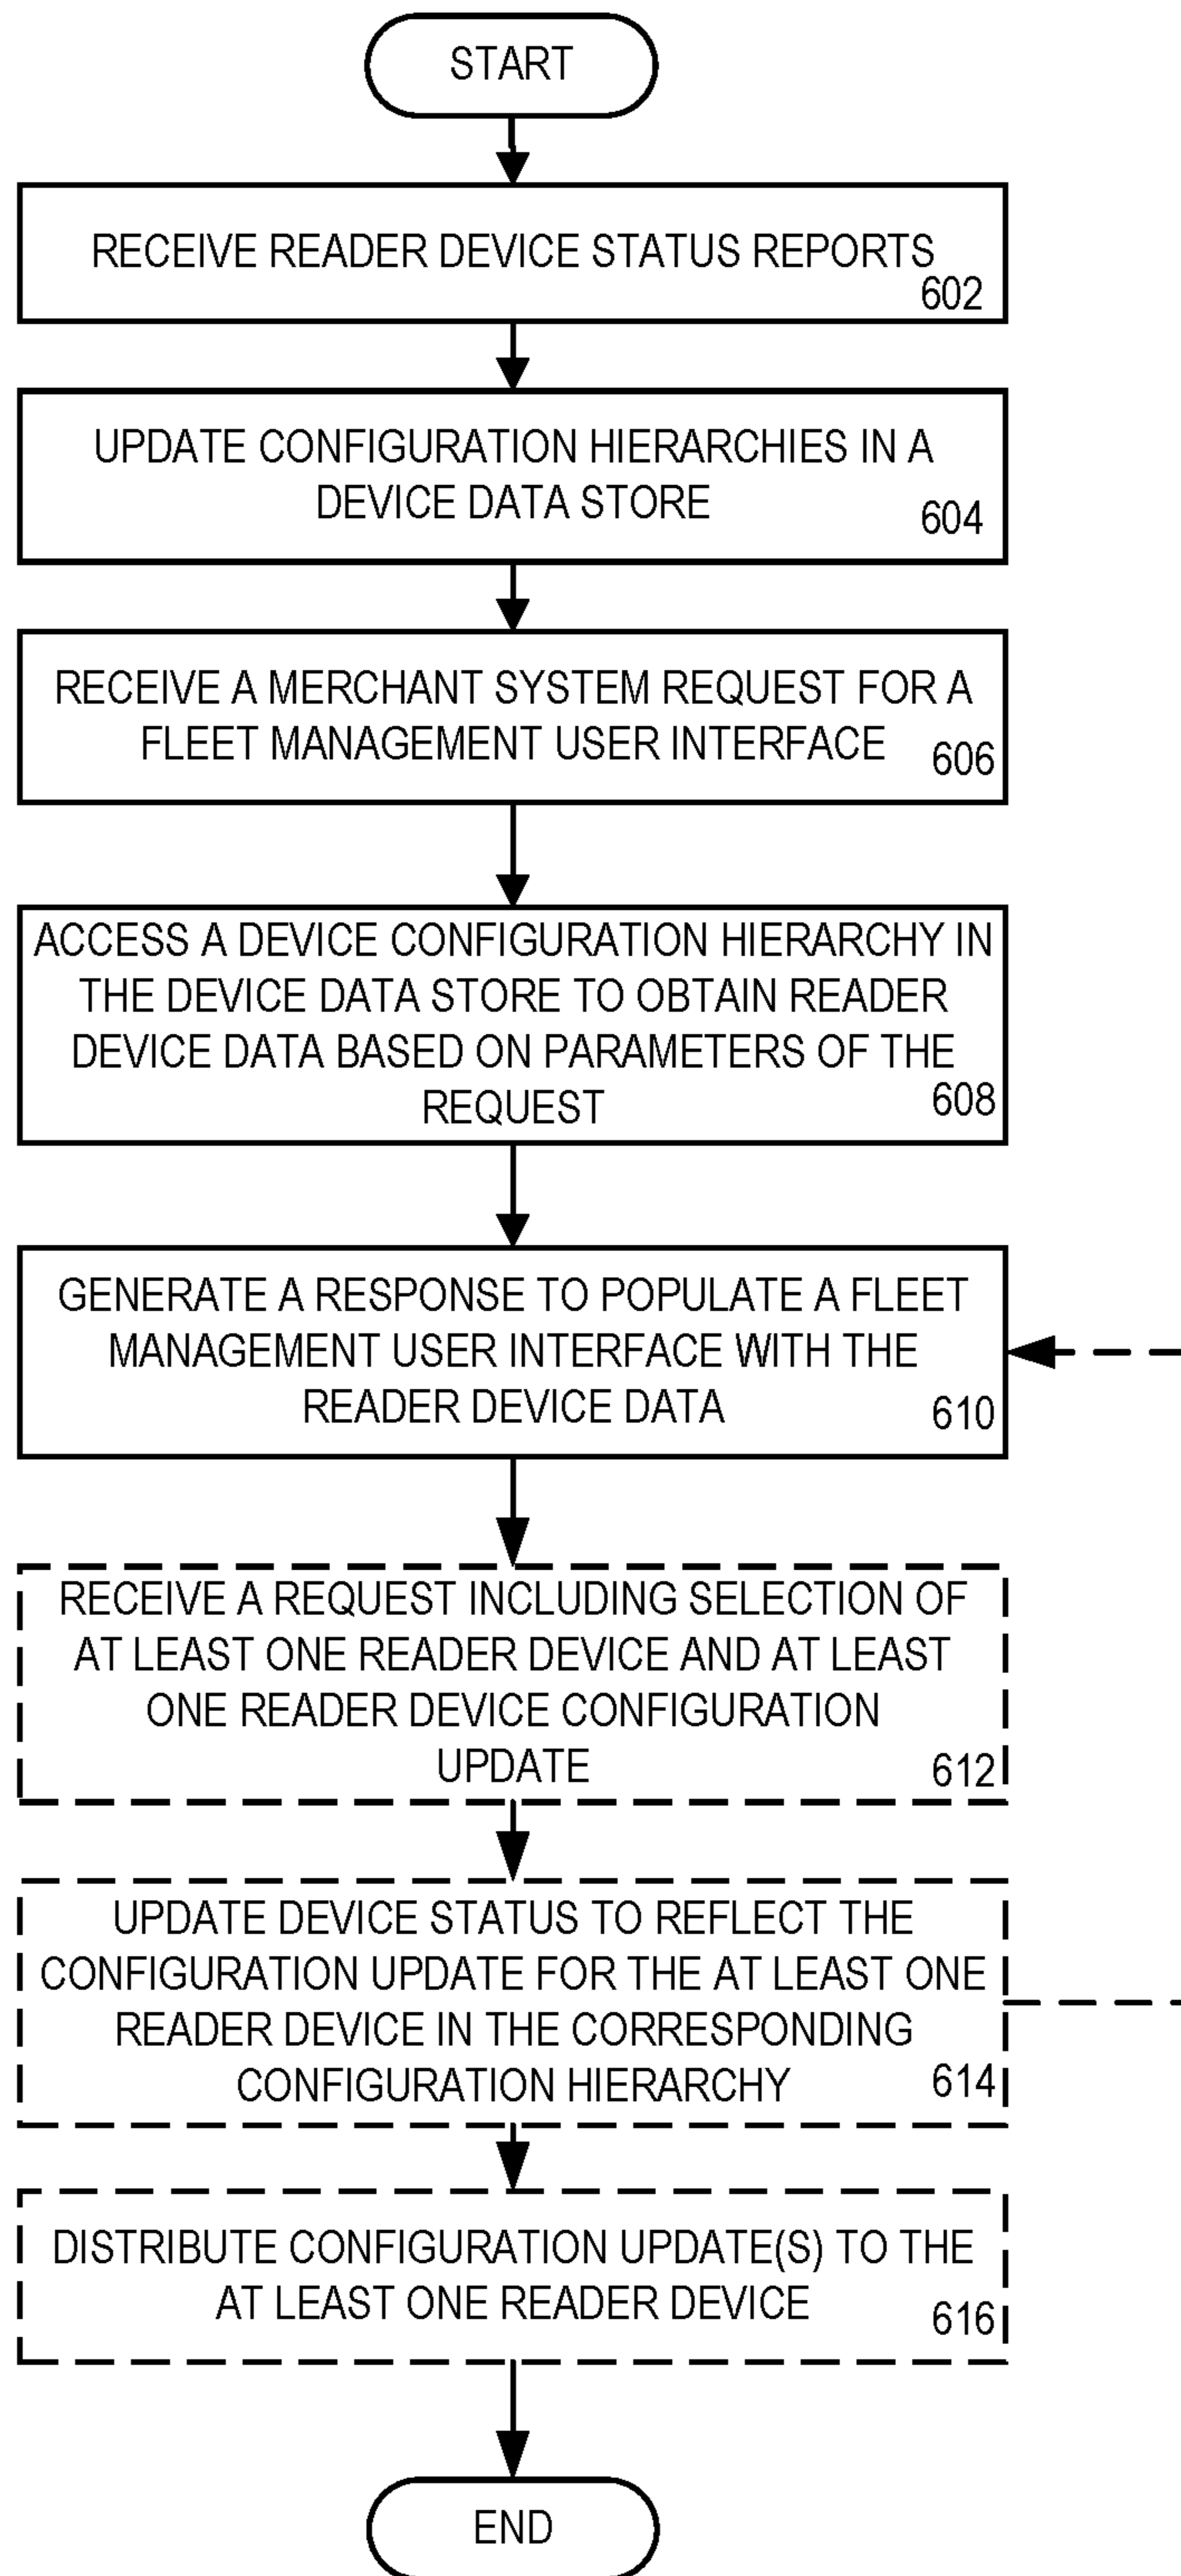 START
RECEIVE READER DEVICE STATUS REPORTS
602
UPDATE CONFIGURATION HIERARCHIES IN A
DEVICE DATA STORE
604
RECEIVE A MERCHANT SYSTEM REQUEST FOR A
FLEET MANAGEMENT USER INTERFACE
606
ACCESS A DEVICE CONFIGURATION HIERARCHY IN
THE DEVICE DATA STORE TO OBTAIN READER
DEVICE DATA BASED ON PARAMETERS OF THE
REQUEST
608
GENERATE A RESPONSE TO POPULATE A FLEET
MANAGEMENT USER INTERFACE WITH THE
READER DEVICE DATA
610
RECEIVE A REQUEST INCLUDING SELECTION OF
AT LEAST ONE READER DEVICE AND AT LEAST
ONE READER DEVICE CONFIGURATION
UPDATE
612
UPDATE DEVICE STATUS TO REFLECT THE
CONFIGURATION UPDATE FOR THE AT LEAST ONE
READER DEVICE IN THE CORRESPONDING
CONFIGURATION HIERARCHY
614
DISTRIBUTE CONFIGURATION UPDATE(S) TO THE
AT LEAST ONE READER DEVICE
616
END